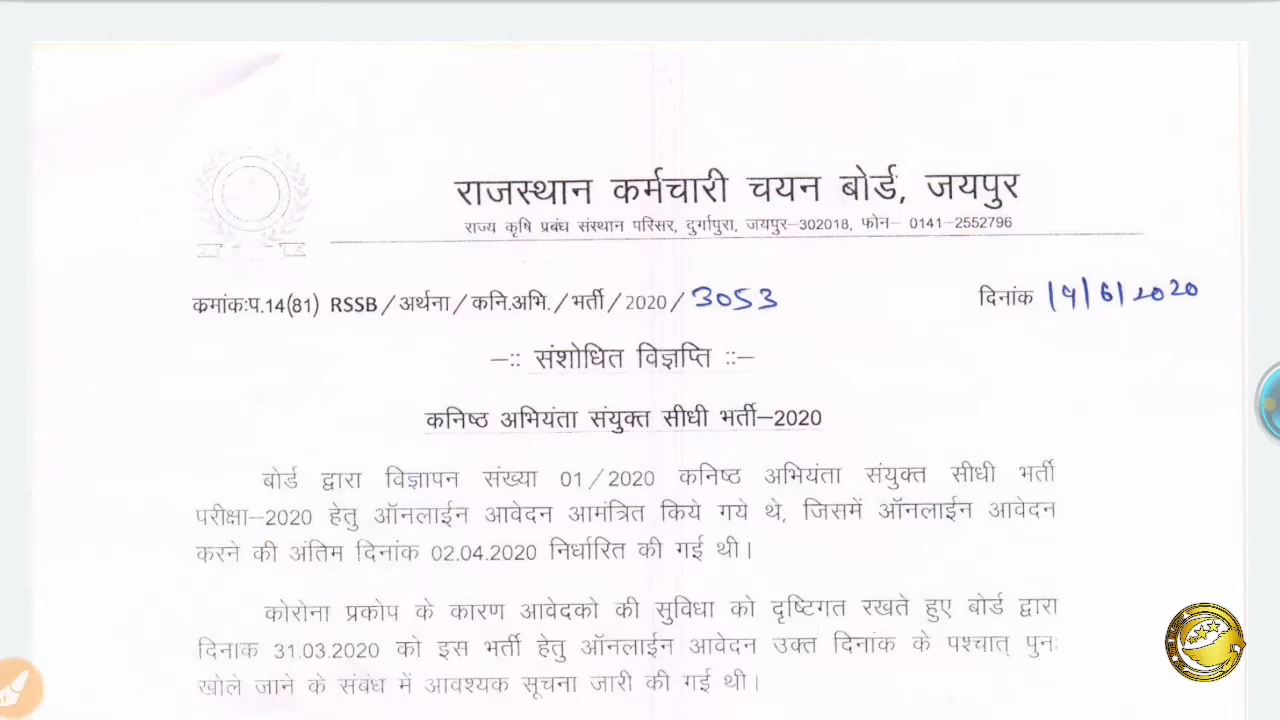 राजस्थान कर्मचारी चयन बोर्ड, जयपुर
राज्य कृषि प्रबंध संस्थान परिसर, दुर्गापुरा, जयपुर–302018, फोन– 0141–2552796
कमांक:प.14(81) RSSB / अर्थना / कनि.अभि. / भर्ती / 2020 / 3053 दिनांक 19/6/2020
–:: संशोधित विज्ञप्ति ::–
कनिष्ठ अभियंता संयुक्त सीधी भर्ती–2020
बोर्ड द्वारा विज्ञापन संख्या 01/2020 कनिष्ठ अभियंता संयुक्त सीधी भर्ती
परीक्षा–2020 हेतु ऑनलाईन आवेदन आमंत्रित किये गये थे, जिसमें ऑनलाईन आवेदन
करने की अंतिम दिनांक 02.04.2020 निर्धारित की गई थी।
कोरोना प्रकोप के कारण आवेदको की सुविधा को दृष्टिगत रखते हुए बोर्ड द्वारा
दिनाक 31.03.2020 को इस भर्ती हेतु ऑनलाईन आवेदन उक्त दिनांक के पश्चात् पुनः
खोले जाने के संबंध में आवश्यक सूचना जारी की गई थी।